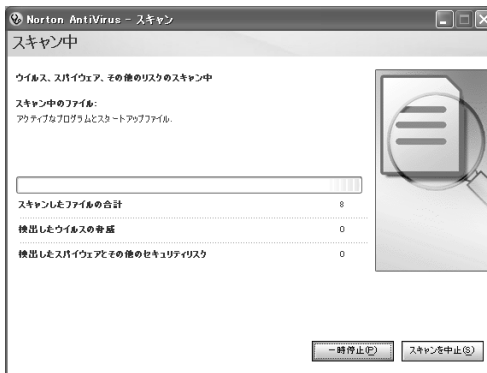 Norton AntiVirus - スキャン
スキャン中
ウイルス、スパイウェア、その他のリスクのスキャン中
スキャン中のファイル:
アクティブなプログラムとスタートアップファイル.
スキャンしたファイルの合計 8
検出したウイルスの脅威 0
検出したスパイウェアとその他のセキュリティリスク 0
一時停止(P) スキャンを中止(S)